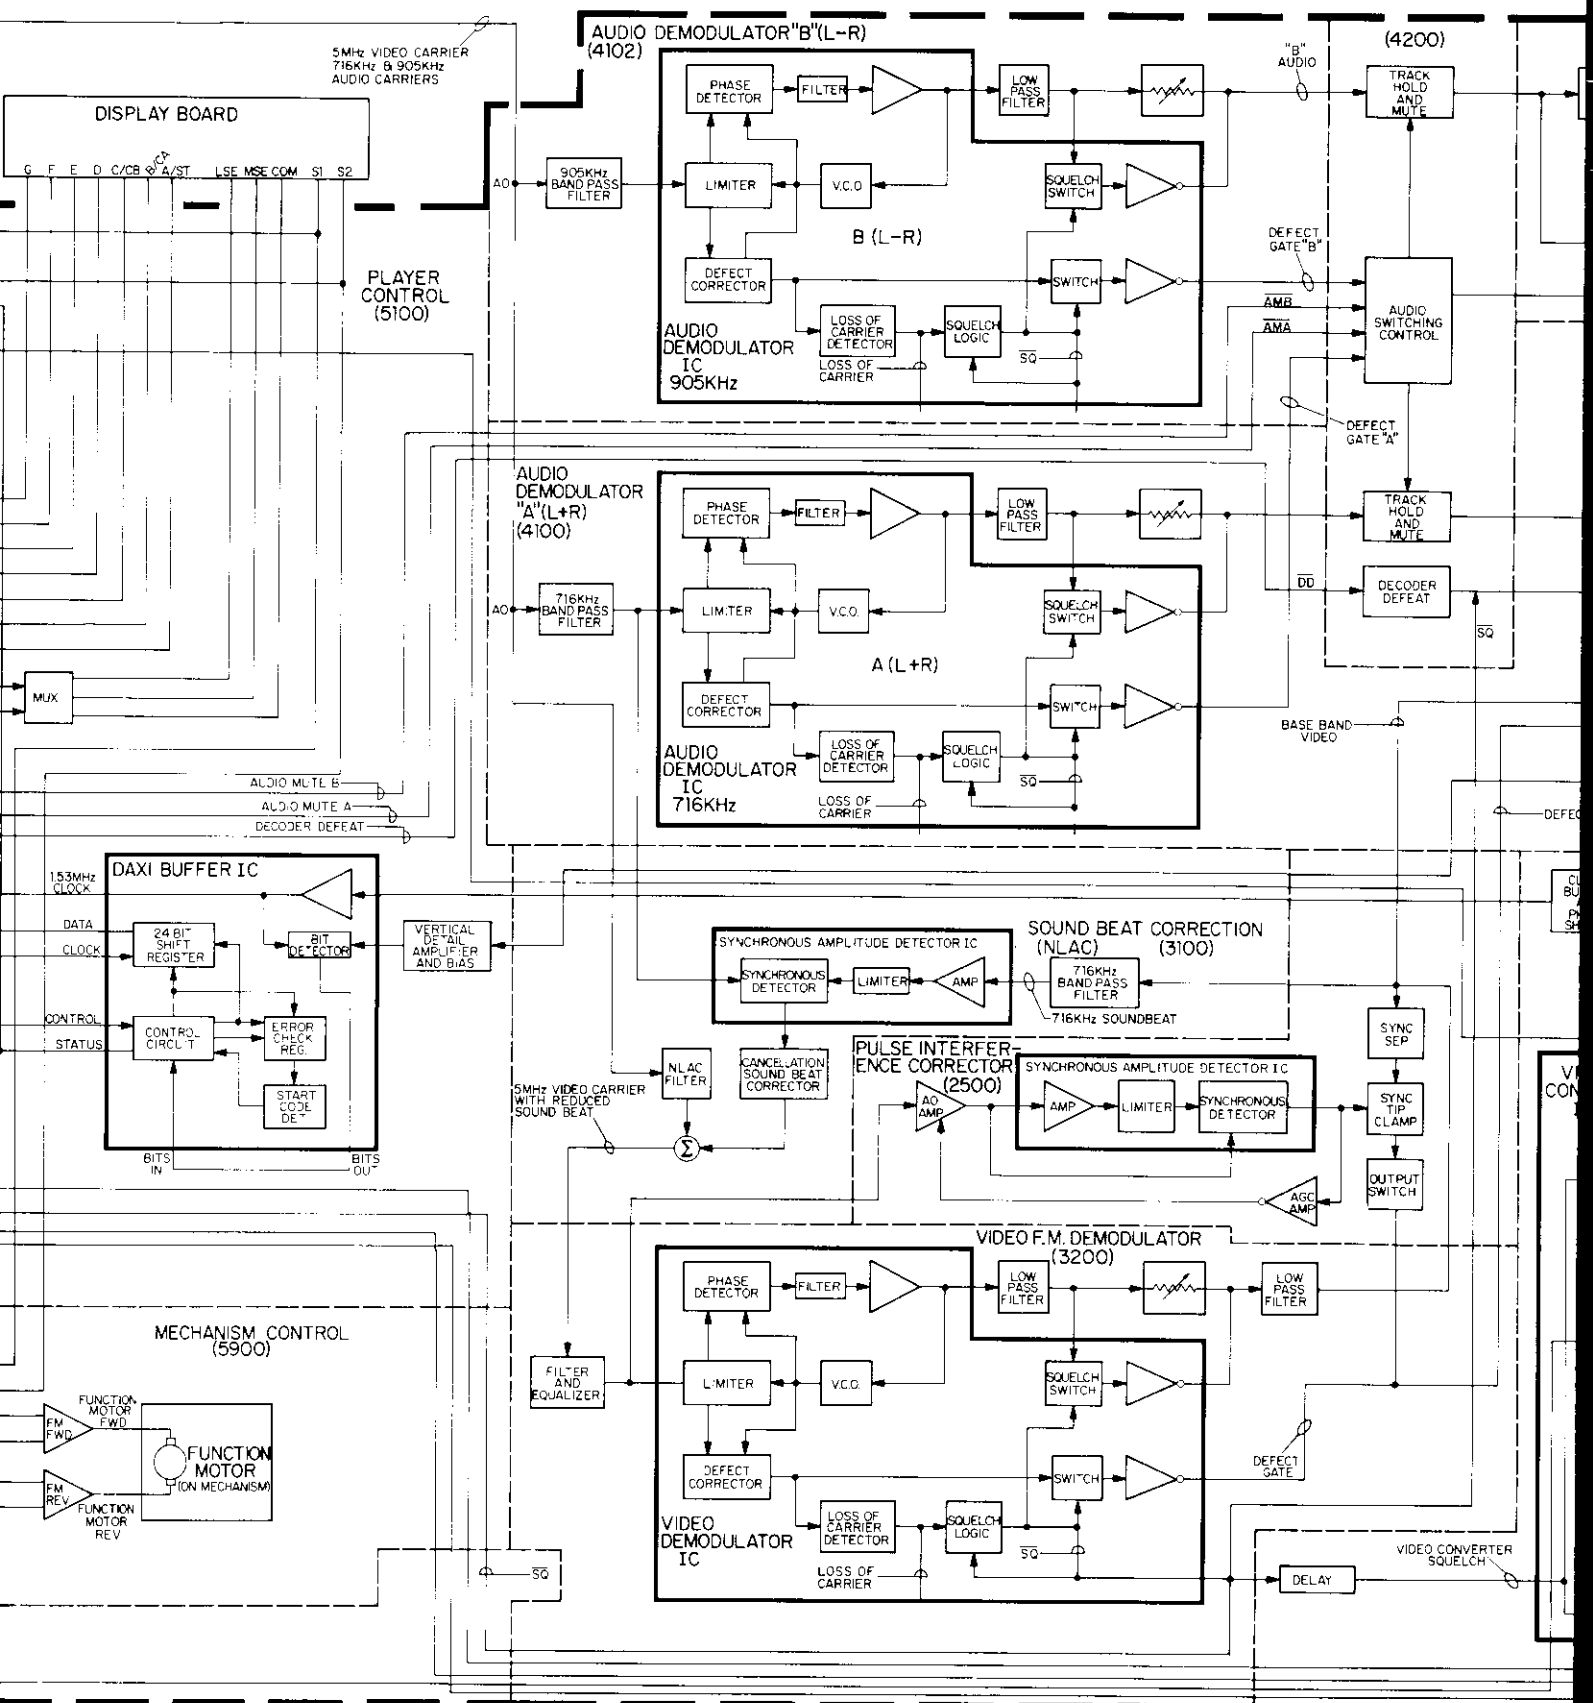 AUDIO DEMODULATOR "B"(L-R)
(4102)
5MHz VIDEO CARRIER
716KHz & 905KHz
AUDIO CARRIERS
"B"
AUDIO
(4200)
DISPLAY BOARD
G F E D C/CB B/CA A/ST LSE MSE COM S1 S2
PHASE
DETECTOR
FILTER
LOW
PASS
FILTER
TRACK
HOLD
AND
MUTE
AO
905KHz
BAND PASS
FILTER
LIMITER
V.C.O
SQUELCH
SWITCH
B (L-R)
DEFECT
GATE "B"
DEFECT
CORRECTOR
SWITCH
PLAYER
CONTROL
(5100)
AMB
AMA
AUDIO
SWITCHING
CONTROL
AUDIO
DEMODULATOR
IC
905KHz
LOSS OF
CARRIER
DETECTOR
SQUELCH
LOGIC
SQ
LOSS OF
CARRIER
DEFECT
GATE "A"
AUDIO
DEMODULATOR
"A"(L+R)
(4100)
PHASE
DETECTOR
FILTER
LOW
PASS
FILTER
TRACK
HOLD
AND
MUTE
AO
716KHz
BAND PASS
FILTER
LIMITER
V.C.O.
SQUELCH
SWITCH
DD
DECODER
DEFEAT
SQ
A (L+R)
MUX
DEFECT
CORRECTOR
SWITCH
BASE BAND
VIDEO
AUDIO
DEMODULATOR
IC
716KHz
LOSS OF
CARRIER
DETECTOR
SQUELCH
LOGIC
SQ
LOSS OF
CARRIER
AUDIO MUTE B
AUDIO MUTE A
DECODER DEFEAT
DEFEC
DAXI BUFFER IC
1.53MHz
CLOCK
DATA
CLOCK
24 BIT
SHIFT
REGISTER
BIT
DETECTOR
VERTICAL
DETAIL
AMPLIFIER
AND BIAS
CONTROL
STATUS
CONTROL
CIRCUIT
ERROR
CHECK
REG.
START
CODE
DET
BITS
IN
BITS
OUT
SYNCHRONOUS AMPLITUDE DETECTOR IC
SYNCHRONOUS
DETECTOR
LIMITER
AMP
SOUND BEAT CORRECTION
(NLAC) (3100)
716KHz
BAND PASS
FILTER
716KHz SOUNDBEAT
SYNC
SEP
NLAC
FILTER
CANCELLATION
SOUND BEAT
CORRECTOR
5MHz VIDEO CARRIER
WITH REDUCED
SOUND BEAT
Σ
PULSE INTERFER-
ENCE CORRECTOR
(2500)
SYNCHRONOUS AMPLITUDE DETECTOR IC
AO
AMP
AMP
LIMITER
SYNCHRONOUS
DETECTOR
SYNC
TIP
CLAMP
OUTPUT
SWITCH
AGC
AMP
VIDEO F.M. DEMODULATOR
(3200)
PHASE
DETECTOR
FILTER
LOW
PASS
FILTER
LOW
PASS
FILTER
MECHANISM CONTROL
(5900)
FILTER
AND
EQUALIZER
LIMITER
V.C.O.
SQUELCH
SWITCH
FUNCTION
MOTOR
FWD
FM
FWD
FUNCTION
MOTOR
(ON MECHANISM)
FM
REV
FUNCTION
MOTOR
REV
DEFECT
CORRECTOR
SWITCH
DEFECT
GATE
VIDEO
DEMODULATOR
IC
LOSS OF
CARRIER
DETECTOR
SQUELCH
LOGIC
SQ
LOSS OF
CARRIER
SQ
DELAY
VIDEO CONVERTER
SQUELCH